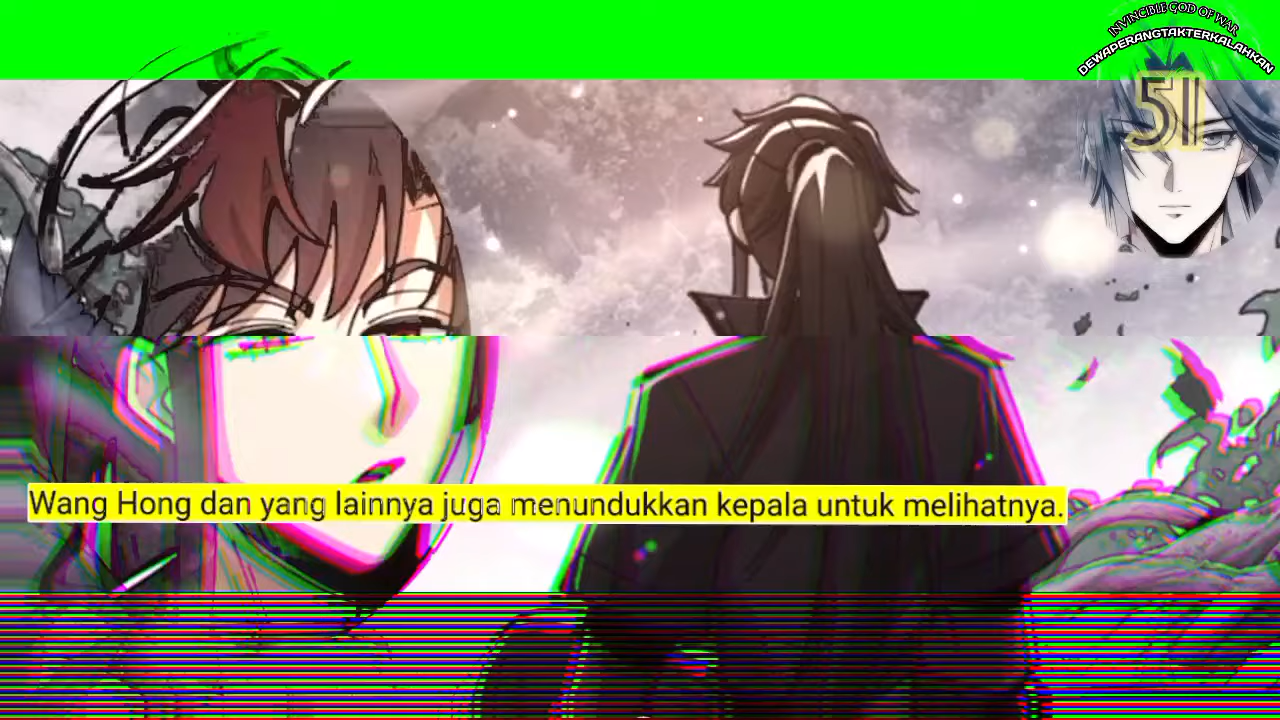 INVINCIBLE GOD OF WAR
DEWAPERANGTAKTERKALAHKAN
51
Wang Hong dan yang lainnya juga menundukkan kepala untuk melihatnya.